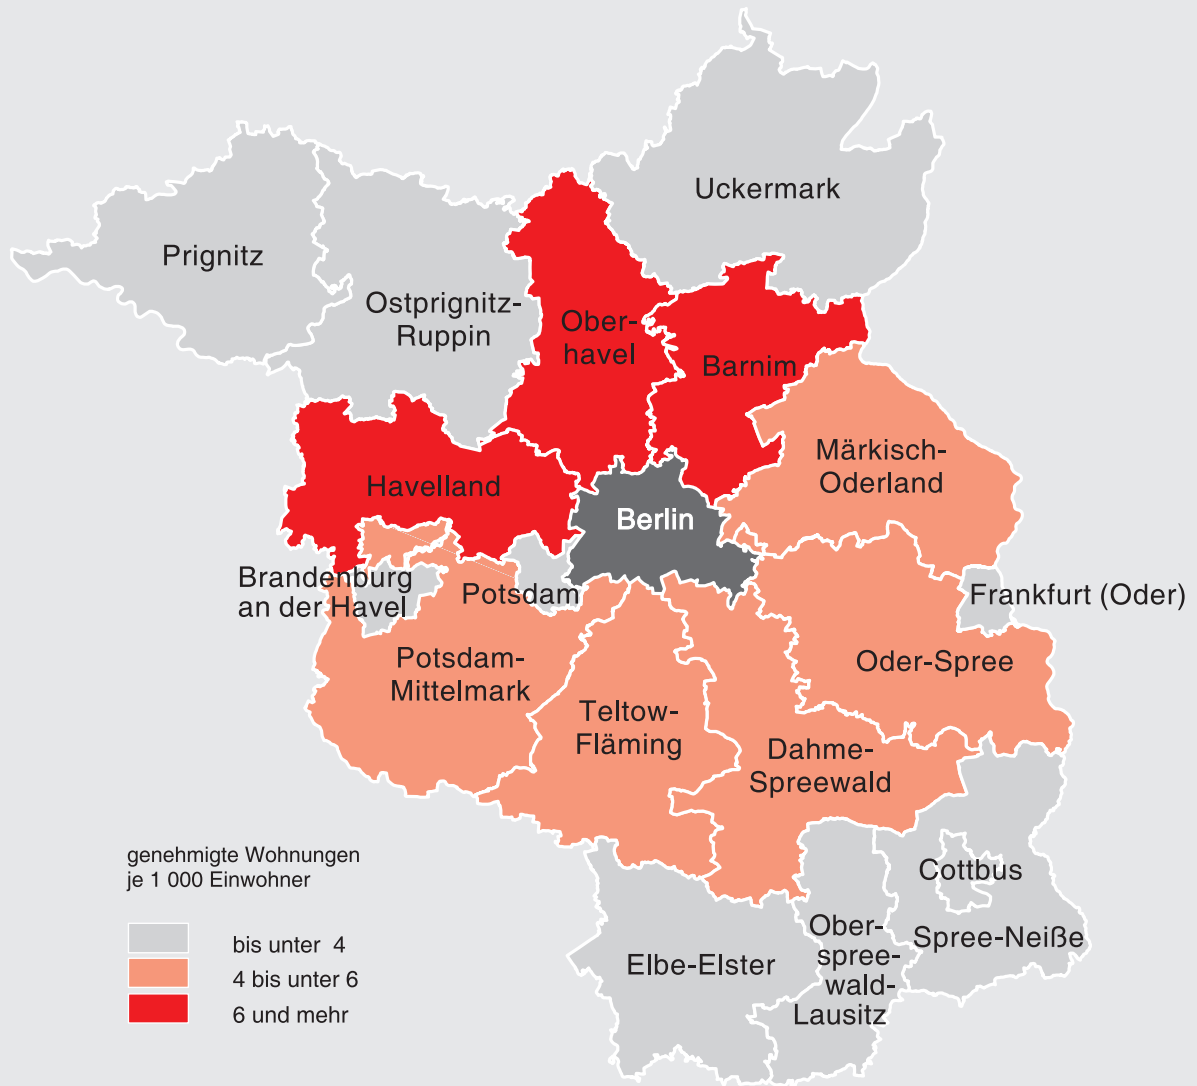 Uckermark
Prignitz
Ostprignitz-
Ruppin
Ober-
havel
Barnim
Märkisch-
Oderland
Havelland
Berlin
Brandenburg
an der Havel
Potsdam
Frankfurt (Oder)
Potsdam-
Mittelmark
Oder-Spree
Teltow-
Fläming
Dahme-
Spreewald
Cottbus
Spree-Neiße
Ober-
spree-
wald-
Lausitz
Elbe-Elster
genehmigte Wohnungen
je 1 000 Einwohner
bis unter 4
4 bis unter 6
6 und mehr